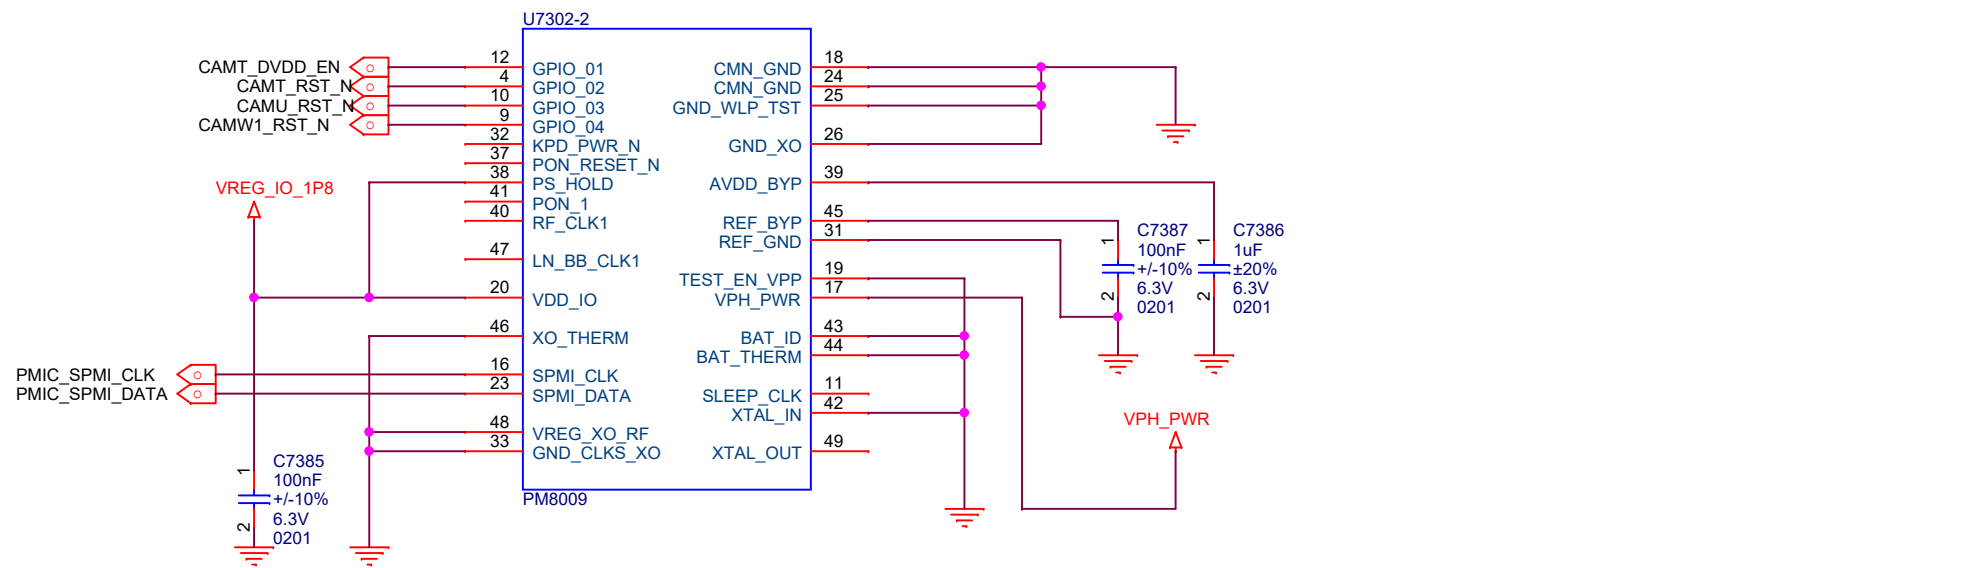 U7302-2
CAMT_DVDD_EN
CAMT_RST_N
CAMU_RST_N
CAMW1_RST_N
12 GPIO_01
4 GPIO_02
10 GPIO_03
9 GPIO_04
32 KPD_PWR_N
37 PON_RESET_N
38 PS_HOLD
41 PON_1
40 RF_CLK1
47 LN_BB_CLK1
20 VDD_IO
46 XO_THERM
16 SPMI_CLK
23 SPMI_DATA
48 VREG_XO_RF
33 GND_CLKS_XO
VREG_IO_1P8
PMIC_SPMI_CLK
PMIC_SPMI_DATA
1
2
C7385
100nF
+/-10%
6.3V
0201
CMN_GND 18
CMN_GND 24
GND_WLP_TST 25
GND_XO 26
AVDD_BYP 39
REF_BYP 45
REF_GND 31
TEST_EN_VPP 19
VPH_PWR 17
BAT_ID 43
BAT_THERM 44
SLEEP_CLK 11
XTAL_IN 42
XTAL_OUT 49
PM8009
1
2
C7387
100nF
+/-10%
6.3V
0201
1
2
C7386
1uF
±20%
6.3V
0201
VPH_PWR